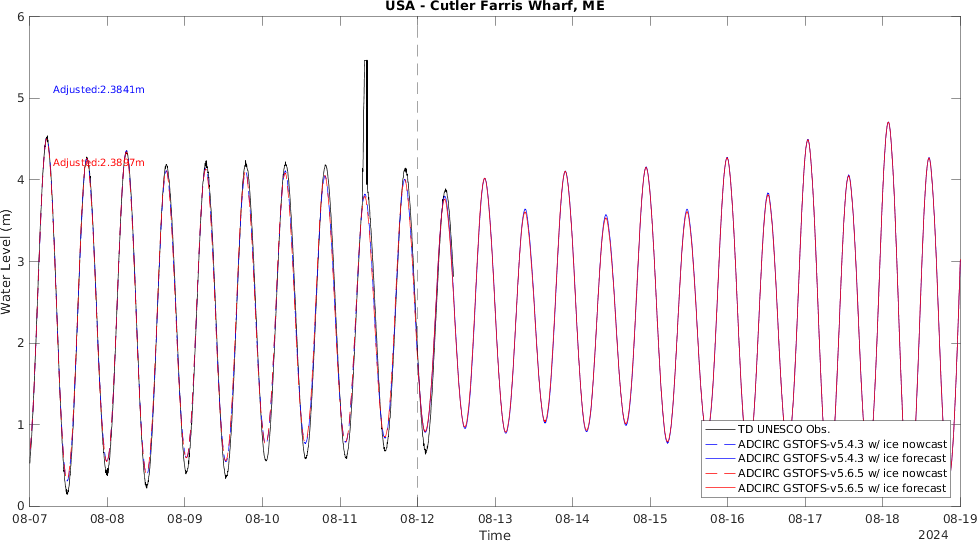 USA - Cutler Farris Wharf, ME
6
5
4
3
2
1
0
Water Level (m)
Adjusted:2.3841m
Adjusted:2.3897m
TD UNESCO Obs.
ADCIRC GSTOFS-v5.4.3 w/ ice nowcast
ADCIRC GSTOFS-v5.4.3 w/ ice forecast
ADCIRC GSTOFS-v5.6.5 w/ ice nowcast
ADCIRC GSTOFS-v5.6.5 w/ ice forecast
08-07 08-08 08-09 08-10 08-11 08-12 08-13 08-14 08-15 08-16 08-17 08-18 08-19
Time
2024